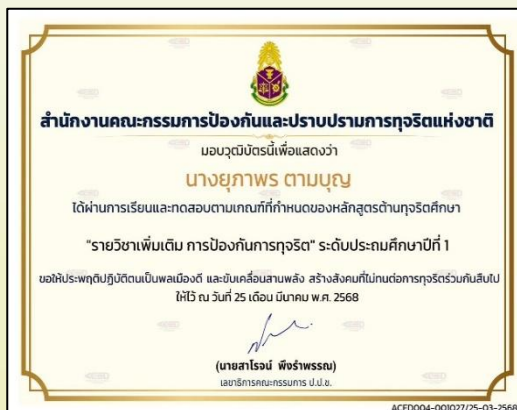 สำนักงานคณะกรรมการป้องกันและปราบปรามการทุจริตแห่งชาติ
มอบวุฒิบัตรนี้เพื่อแสดงว่า
นางยุภาพร ตามบุญ
ได้ผ่านการเรียนและทดสอบตามเกณฑ์ที่กำหนดของหลักสูตรต้านทุจริตศึกษา
"รายวิชาเพิ่มเติม การป้องกันการทุจริต" ระดับประถมศึกษาปีที่ 1
ขอให้ประพฤติปฏิบัติตนเป็นพลเมืองดี และขับเคลื่อนสานพลัง สร้างสังคมที่ไม่ทนต่อการทุจริตร่วมกันสืบไป
ให้ไว้ ณ วันที่ 25 เดือน มีนาคม พ.ศ. 2568
(นายสาโรจน์ พึงรำพรรณ)
เลขาธิการคณะกรรมการ ป.ป.ช.
ACFD004-001027/25-03-2568